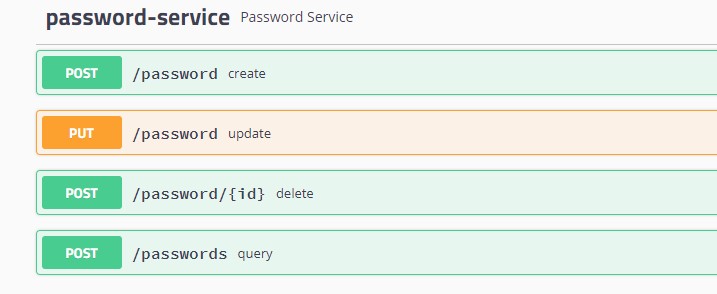 password-service Password Service
POST /password create
PUT /password update
POST /password/{id} delete
POST /passwords query